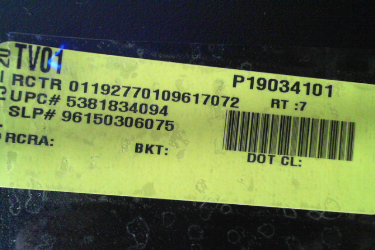 TV01
P19034101
RCTR 01192770109617072 RT :7
UPC# 5381834094
SLP# 96150306075
RCRA: BKT: DOT CL: